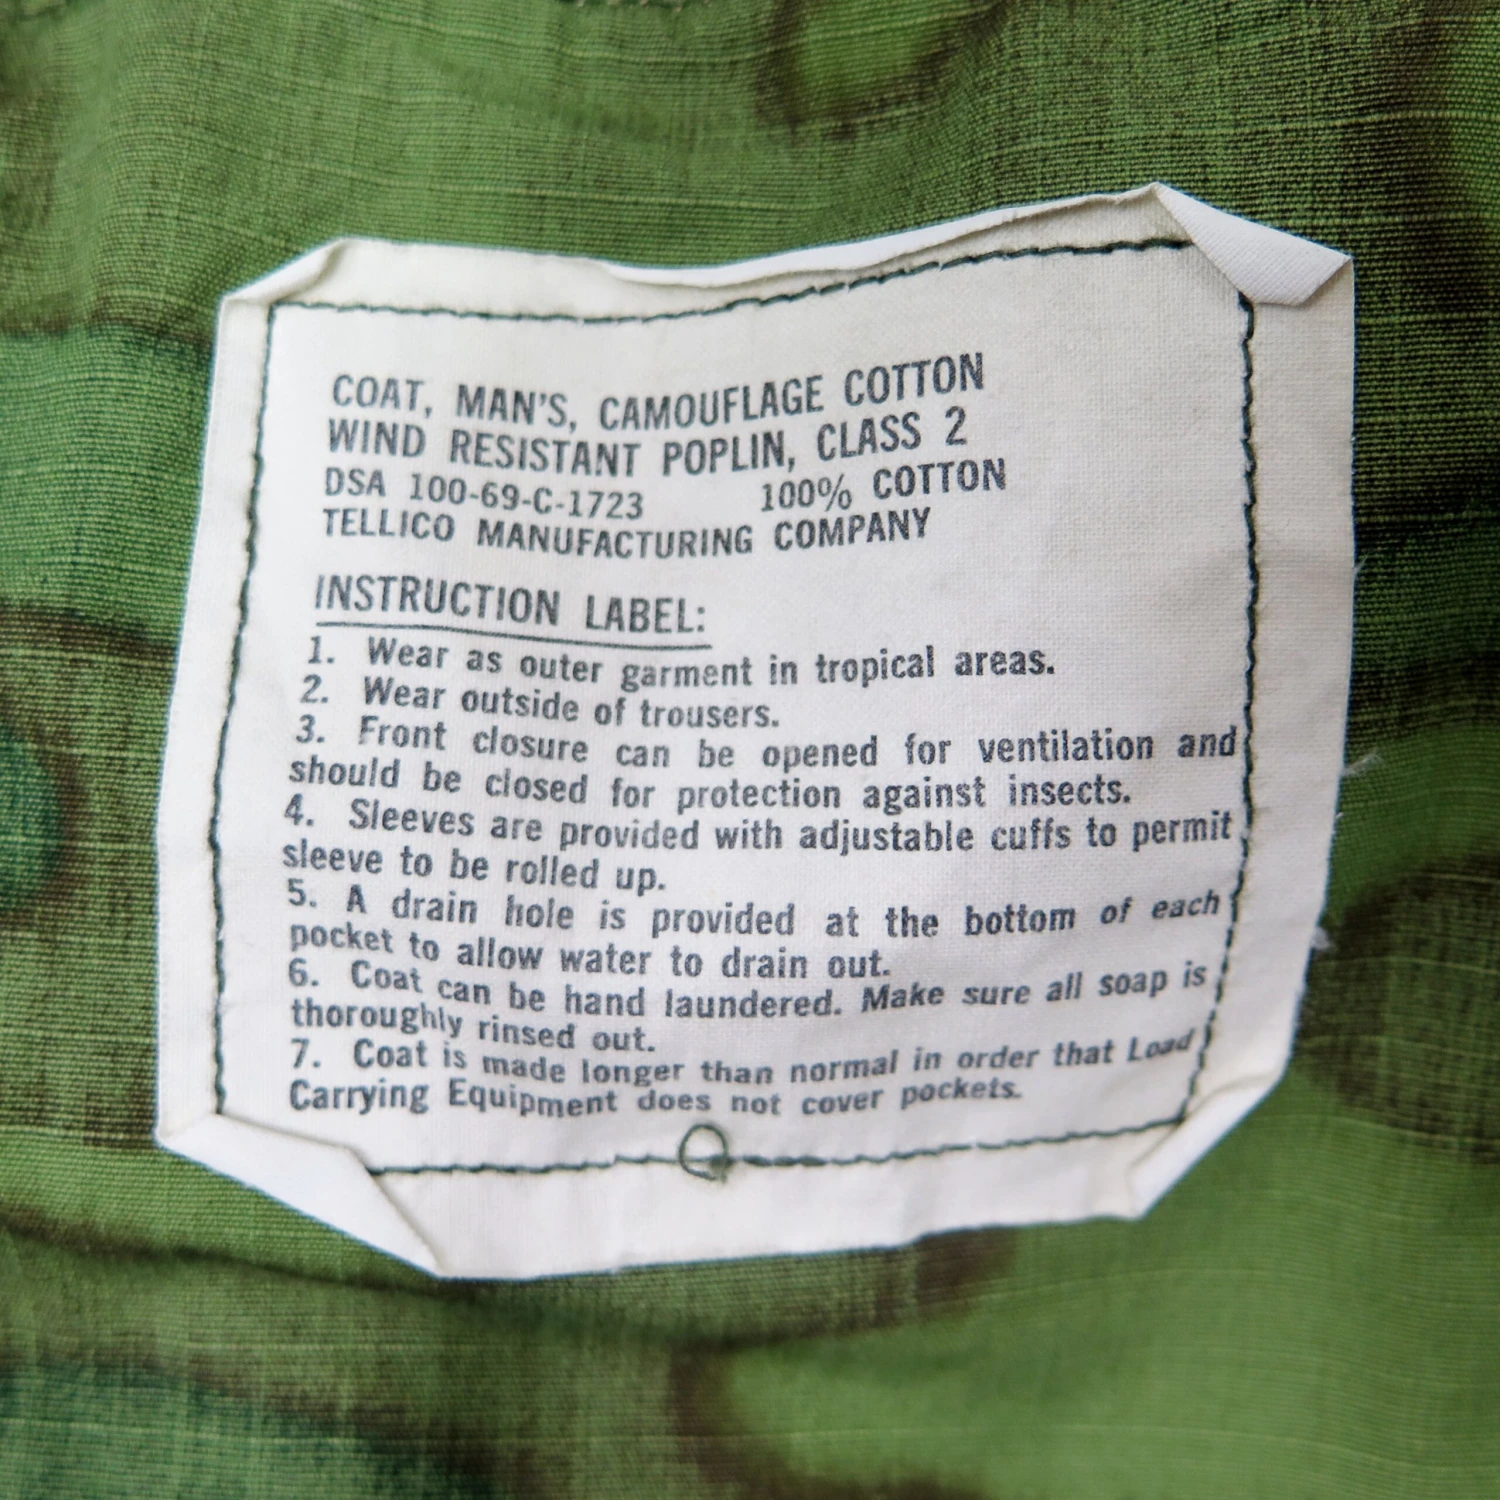 COAT, MAN'S, CAMOUFLAGE COTTON
WIND RESISTANT POPLIN, CLASS 2
DSA 100-69-C-1723 100% COTTON
TELLICO MANUFACTURING COMPANY
INSTRUCTION LABEL:
1. Wear as outer garment in tropical areas.
2. Wear outside of trousers.
3. Front closure can be opened for ventilation and
should be closed for protection against insects.
4. Sleeves are provided with adjustable cuffs to permit
sleeve to be rolled up.
5. A drain hole is provided at the bottom of each
pocket to allow water to drain out.
6. Coat can be hand laundered. Make sure all soap is
thoroughly rinsed out.
7. Coat is made longer than normal in order that Load
Carrying Equipment does not cover pockets.